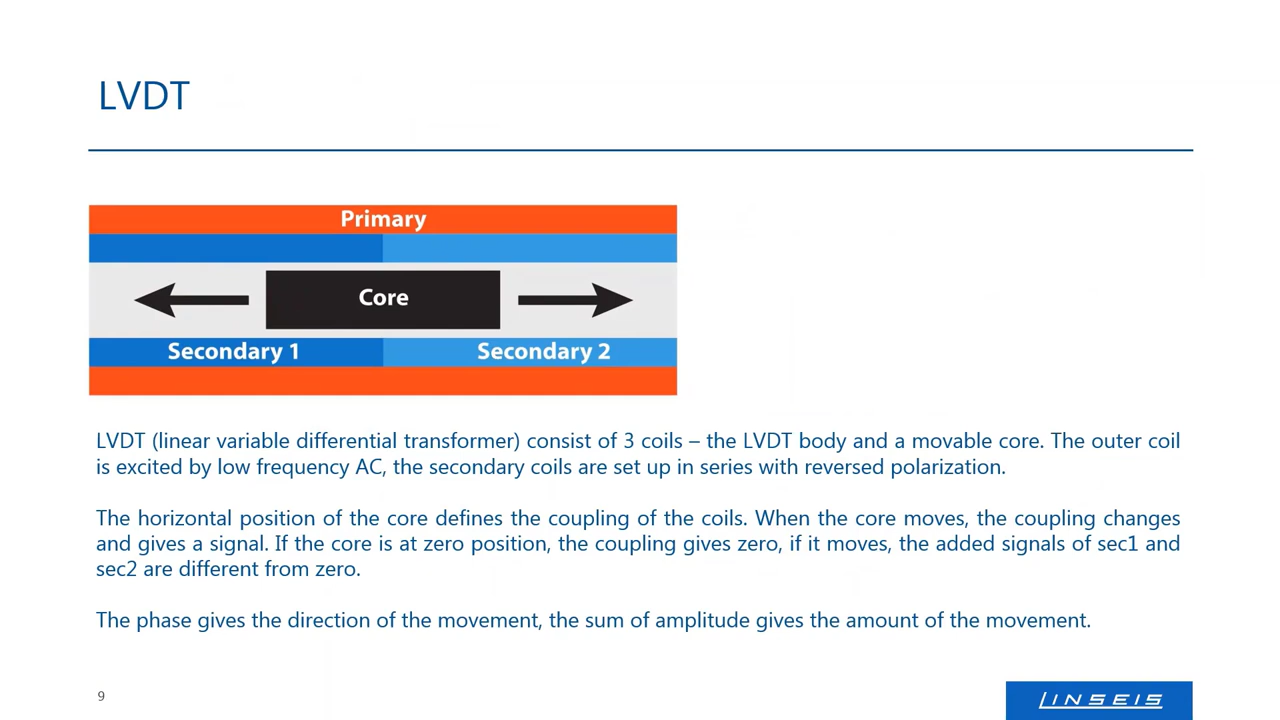 LVDT
Primary
Core
Secondary 1
Secondary 2
LVDT (linear variable differential transformer) consist of 3 coils – the LVDT body and a movable core. The outer coil
is excited by low frequency AC, the secondary coils are set up in series with reversed polarization.
The horizontal position of the core defines the coupling of the coils. When the core moves, the coupling changes
and gives a signal. If the core is at zero position, the coupling gives zero, if it moves, the added signals of sec1 and
sec2 are different from zero.
The phase gives the direction of the movement, the sum of amplitude gives the amount of the movement.
9
LINSEIS